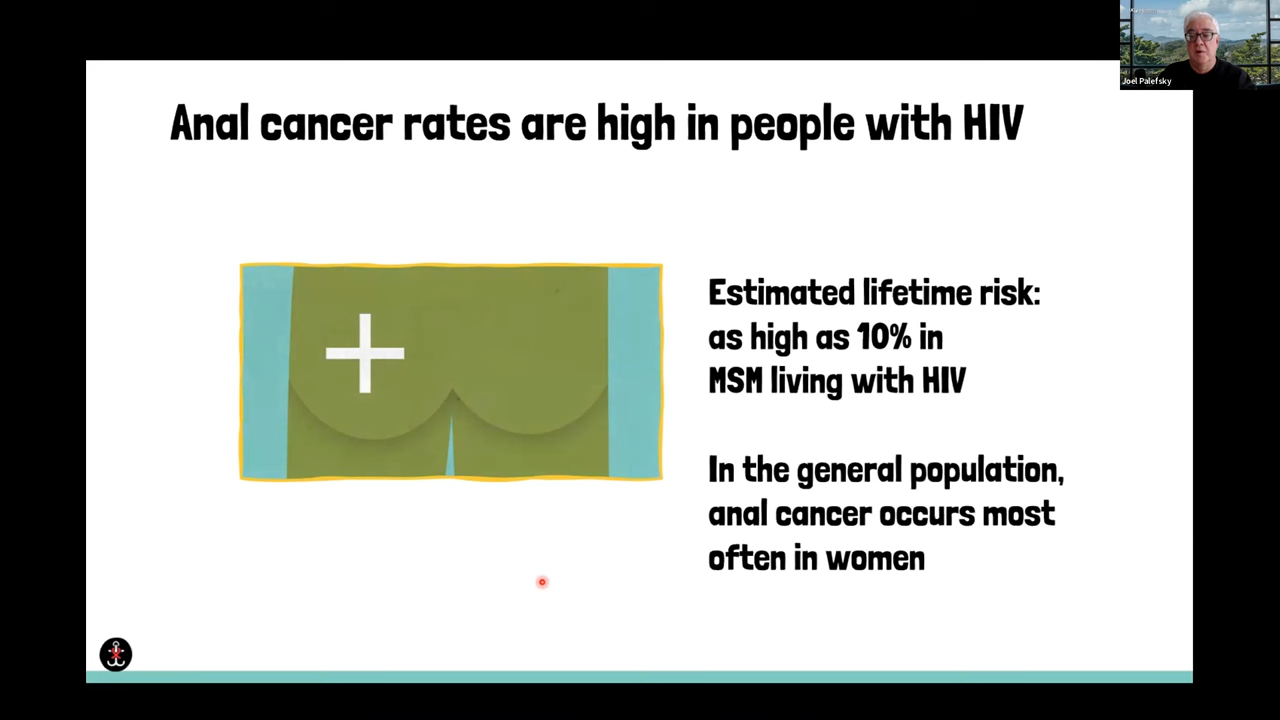 Joel Palefsky
Anal cancer rates are high in people with HIV
Estimated lifetime risk:
as high as 10% in
MSM living with HIV
In the general population,
anal cancer occurs most
often in women